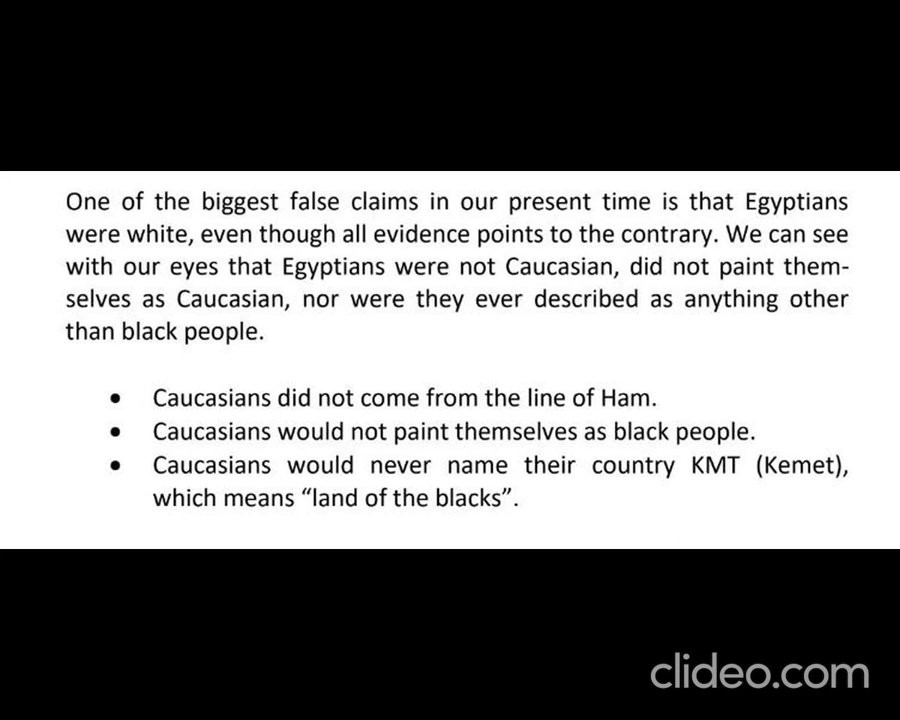 One of the biggest false claims in our present time is that Egyptians
were white, even though all evidence points to the contrary. We can see
with our eyes that Egyptians were not Caucasian, did not paint them-
selves as Caucasian, nor were they ever described as anything other
than black people.
• Caucasians did not come from the line of Ham.
• Caucasians would not paint themselves as black people.
• Caucasians would never name their country KMT (Kemet),
which means “land of the blacks”.
clideo.com